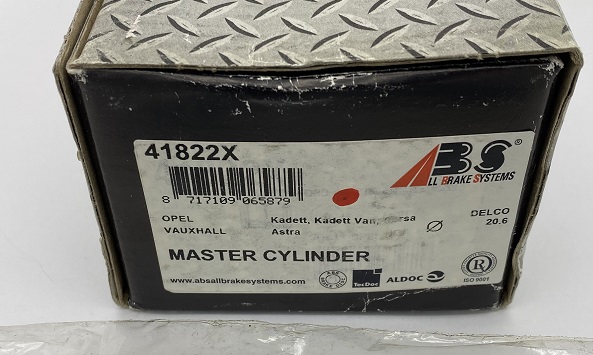 41822X
ABS®
ALL BRAKE SYSTEMS
8 717109 065879
OPEL Kadett, Kadett Van, DELCO
VAUXHALL Astra Ø 20.6
MASTER CYLINDER
www.absallbrakesystems.com
TecDoc
ALDOC
R
ISO 9001